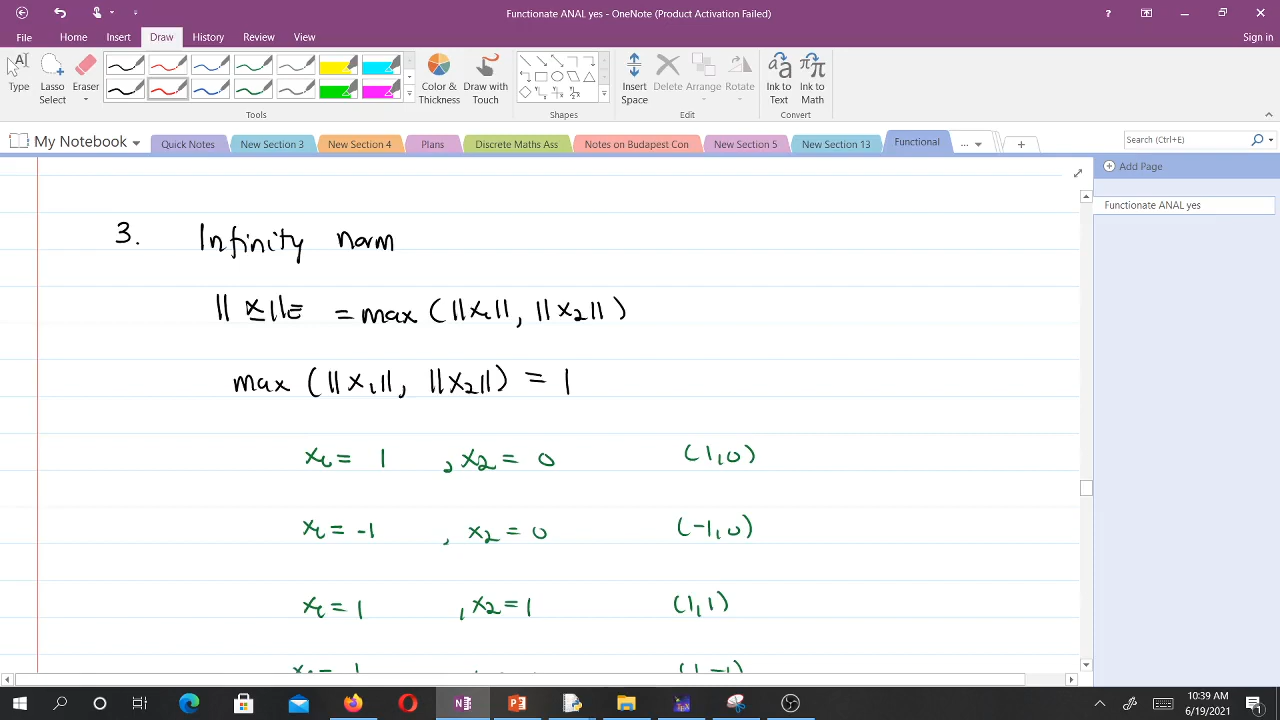 Functionate ANAL yes - OneNote (Product Activation Failed)
File Home Insert Draw History Review View Sign in
Type Lasso Select Eraser Color & Thickness Draw with Touch Insert Space Delete Arrange Rotate Ink to Text Ink to Math
Tools Shapes Edit Convert
My Notebook Quick Notes New Section 3 New Section 4 Plans Discrete Maths Ass Notes on Budapest Con New Section 5 New Section 13 Functional ... Search (Ctrl+E)
Add Page
Functionate ANAL yes
3. Infinity norm
= max (||x₁||, ||x₂||)
max (||x₁||, ||x₂||) = 1
x₁ = 1 , x₂ = 0 (1,0)
x₁ = -1 , x₂ = 0 (-1,0)
x₁ = 1 , x₂ = 1 (1,1)
10:39 AM
6/19/2021